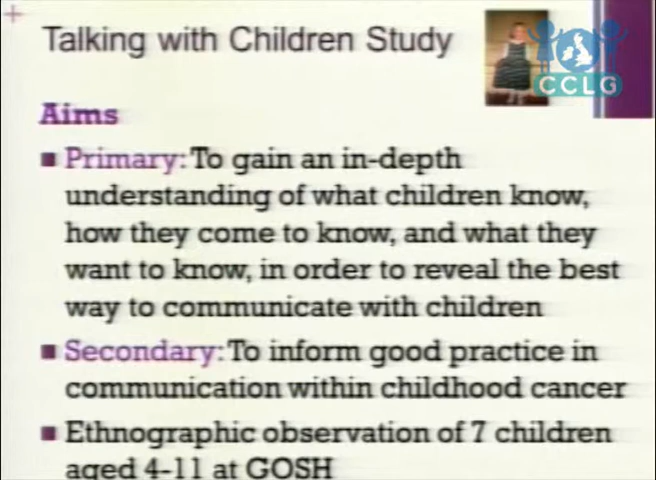 Talking with Children Study
CCLG
Aims
Primary: To gain an in-depth
understanding of what children know,
how they come to know, and what they
want to know, in order to reveal the best
way to communicate with children
Secondary: To inform good practice in
communication within childhood cancer
Ethnographic observation of 7 children
aged 4-11 at GOSH